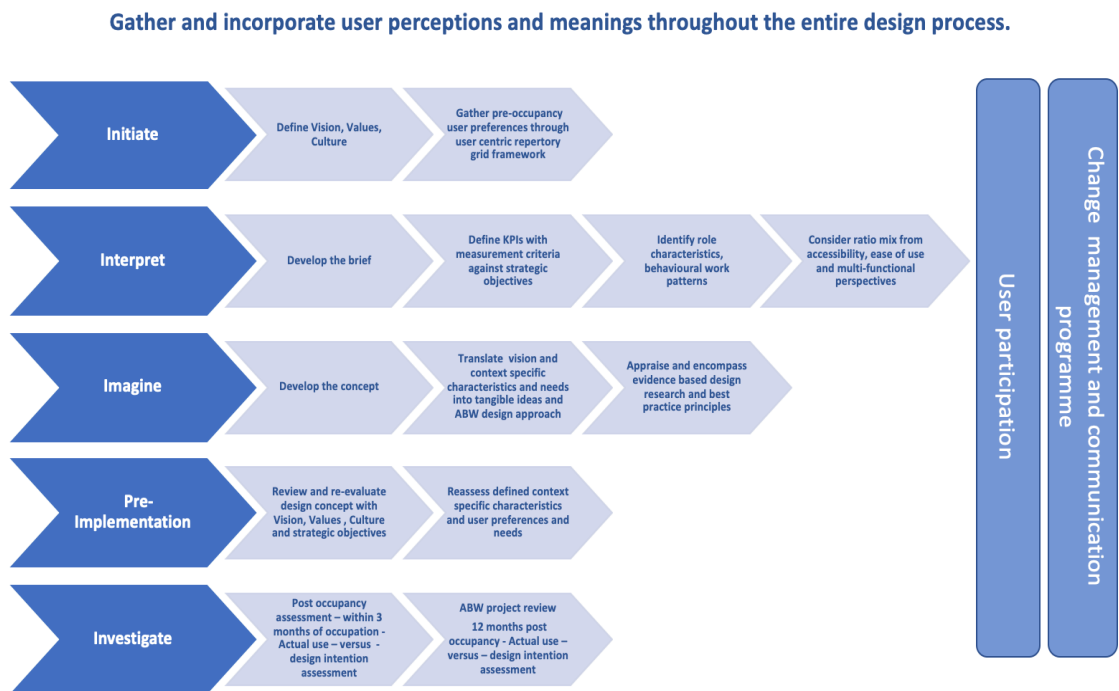 Gather and incorporate user perceptions and meanings throughout the entire design process.
Initiate
Define Vision, Values,
Culture
Gather pre-occupancy
user preferences through
user centric repertory
grid framework
Interpret
Develop the brief
Define KPIs with
measurement criteria
against strategic
objectives
Identify role
characteristics,
behavioural work
patterns
Consider ratio mix from
accessibility, ease of use
and multi-functional
perspectives
Imagine
Develop the concept
Translate vision and
context specific
characteristics and needs
into tangible ideas and
ABW design approach
Appraise and encompass
evidence based design
research and best
practice principles
Pre-
Implementation
Review and re-evaluate
design concept with
Vision, Values , Culture
and strategic objectives
Reassess defined context
specific characteristics
and user preferences and
needs
Investigate
Post occupancy
assessment – within 3
months of occupation -
Actual use – versus -
design intention
assessment
ABW project review
12 months post
occupancy - Actual use –
versus – design intention
assessment
User participation
Change management and communication
programme